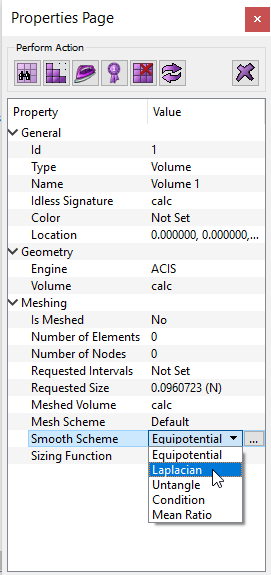 Properties Page
Perform Action
Property Value
General
Id 1
Type Volume
Name Volume 1
Idless Signature calc
Color Not Set
Location 0.000000, 0.000000,...
Geometry
Engine ACIS
Volume calc
Meshing
Is Meshed No
Number of Elements 0
Number of Nodes 0
Requested Intervals Not Set
Requested Size 0.0960723 (N)
Meshed Volume calc
Mesh Scheme Default
Smooth Scheme Equipotential ...
Sizing Function Equipotential
Laplacian
Untangle
Condition
Mean Ratio